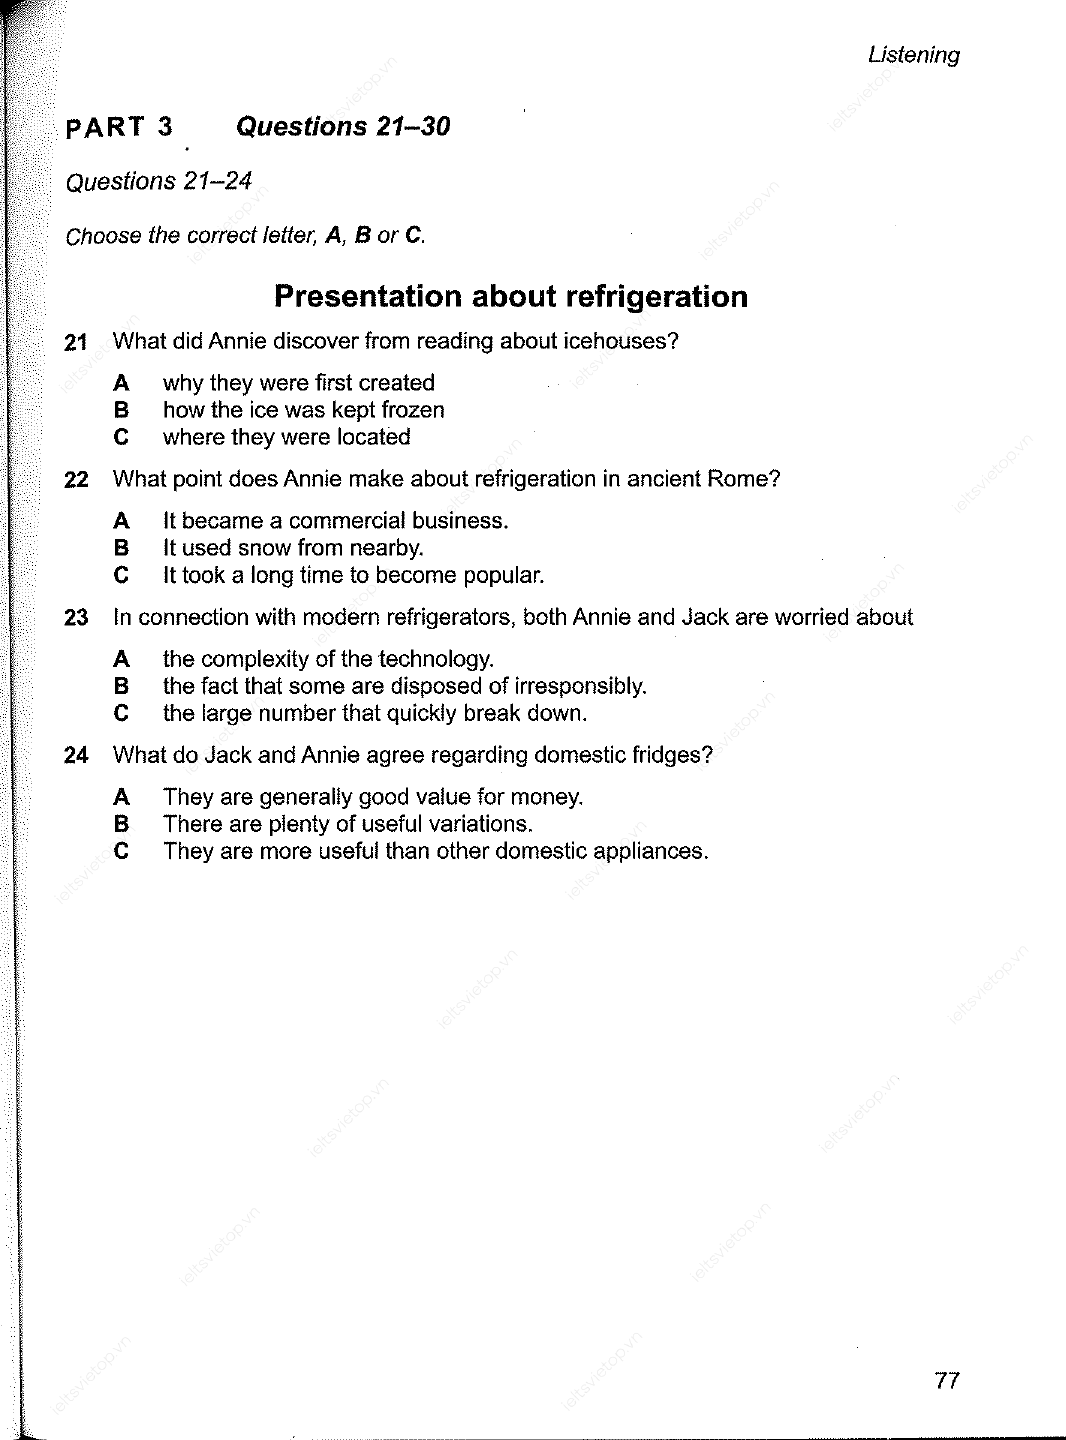 Listening
PART 3 Questions 21–30
Questions 21–24
Choose the correct letter, A, B or C.
Presentation about refrigeration
21 What did Annie discover from reading about icehouses?
A why they were first created
B how the ice was kept frozen
C where they were located
22 What point does Annie make about refrigeration in ancient Rome?
A It became a commercial business.
B It used snow from nearby.
C It took a long time to become popular.
23 In connection with modern refrigerators, both Annie and Jack are worried about
A the complexity of the technology.
B the fact that some are disposed of irresponsibly.
C the large number that quickly break down.
24 What do Jack and Annie agree regarding domestic fridges?
A They are generally good value for money.
B There are plenty of useful variations.
C They are more useful than other domestic appliances.
77
ieltsvietop.vn